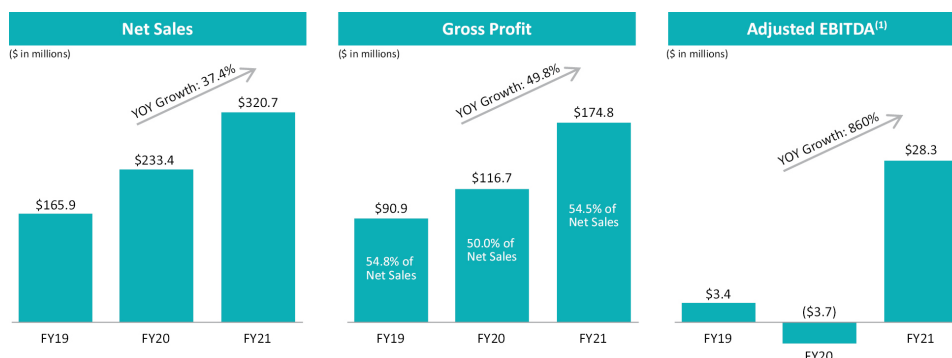 Net Sales
($ in millions)
YOY Growth: 37.4%
$165.9
$233.4
$320.7
FY19
FY20
FY21
Gross Profit
($ in millions)
YOY Growth: 49.8%
$90.9
$116.7
$174.8
54.8% of
Net Sales
50.0% of
Net Sales
54.5% of
Net Sales
FY19
FY20
FY21
Adjusted EBITDA(1)
($ in millions)
YOY Growth: 860%
$3.4
($3.7)
$28.3
FY19
FY20
FY21